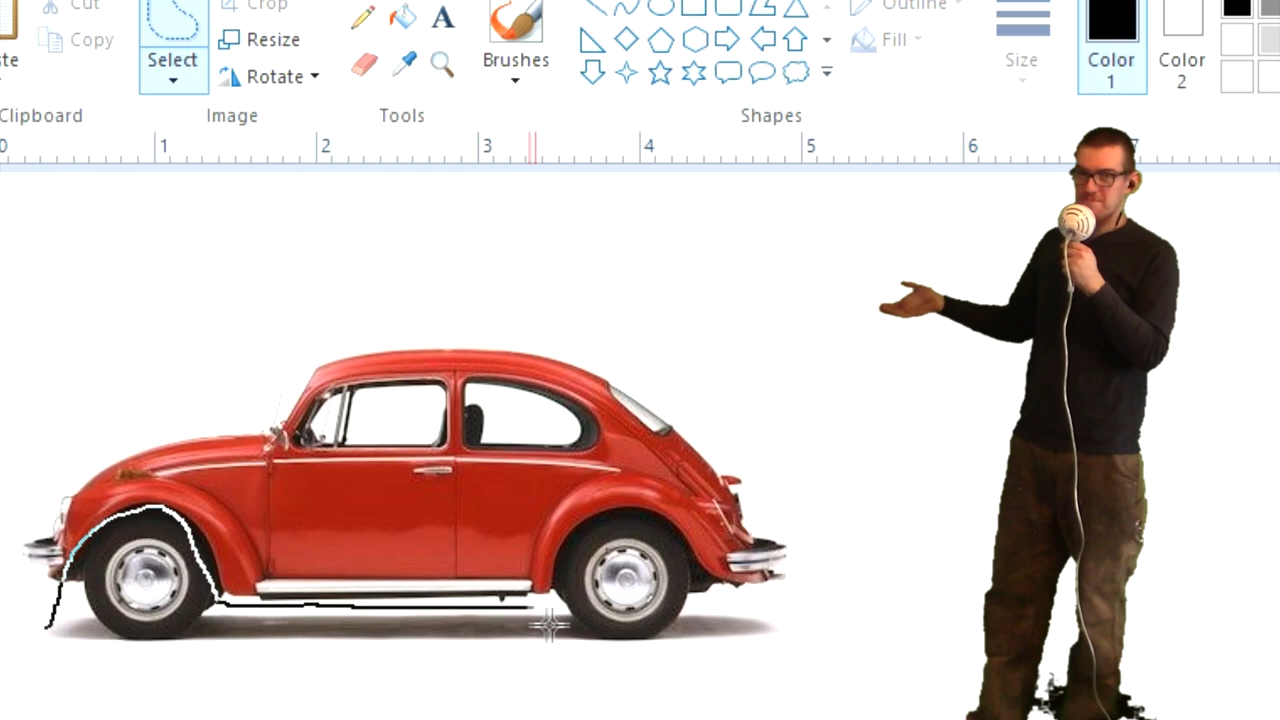 Cut
Crop
Outline
Copy
Resize
Fill
te
Select
Rotate
A
Brushes
Size
Color 1
Color 2
Clipboard
Image
Tools
Shapes
0 1 2 3 4 5 6 7